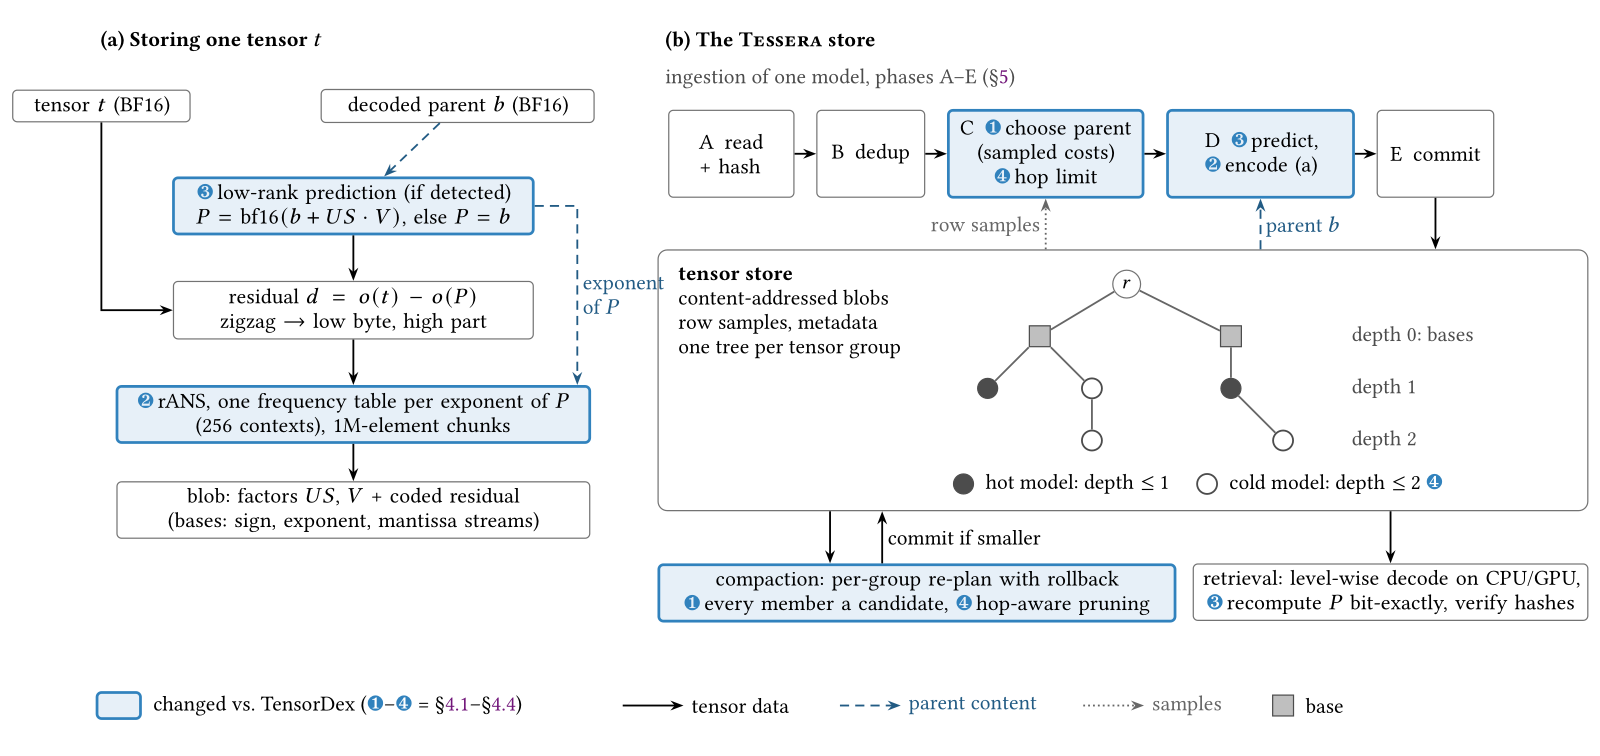 (a) Storing one tensor t
tensor t (BF16)
decoded parent b (BF16)
❸ low-rank prediction (if detected)
P = bf16(b + US · V), else P = b
exponent
of P
residual d = o(t) − o(P)
zigzag → low byte, high part
❷ rANS, one frequency table per exponent of P
(256 contexts), 1M-element chunks
blob: factors US, V + coded residual
(bases: sign, exponent, mantissa streams)
(b) The TESSERA store
ingestion of one model, phases A–E (§5)
A read
+ hash
B dedup
C ❶ choose parent
(sampled costs)
❹ hop limit
D ❸ predict,
❷ encode (a)
E commit
row samples
parent b
tensor store
content-addressed blobs
row samples, metadata
one tree per tensor group
r
depth 0: bases
depth 1
depth 2
hot model: depth ≤ 1
cold model: depth ≤ 2 ❹
commit if smaller
compaction: per-group re-plan with rollback
❶ every member a candidate, ❹ hop-aware pruning
retrieval: level-wise decode on CPU/GPU,
❸ recompute P bit-exactly, verify hashes
changed vs. TensorDex (❶–❹ = §4.1–§4.4)
tensor data
parent content
samples
base